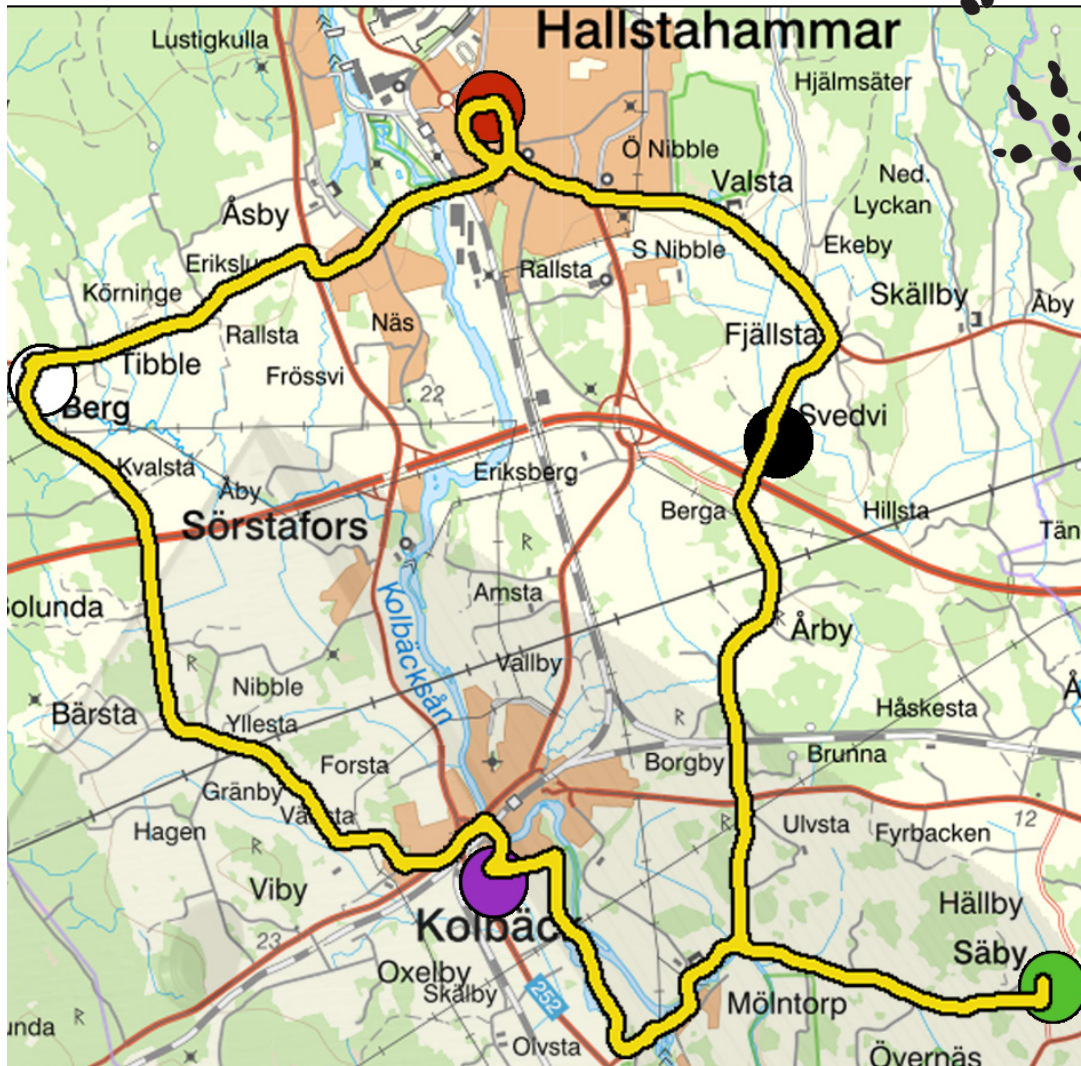 Hallstahammar
Lustigkulla
Hjälmsäter
Ö Nibble
Valsta
Ned.
Lyckan
Åsby
Ekeby
S Nibble
Rallsta
Körninge
Skällby
Åby
Näs
Rallsta
Fjällsta
Tibble
Frössvi
22
Berg
Svedvi
Kvalsta
Eriksberg
Åby
Berga
Hillsta
Sörstafors
Kolbäcksån
Amsta
Årby
Vallby
Nibble
Bärsta
Yllesta
Håskesta
Forsta
Borgby
Brunna
Gränby
Hagen
Ulvsta
Fyrbacken
12
Viby
Hällby
Kolbäck
23
Säby
Oxelby
Skälby
252
Mölntorp
Olvsta
Övernäs